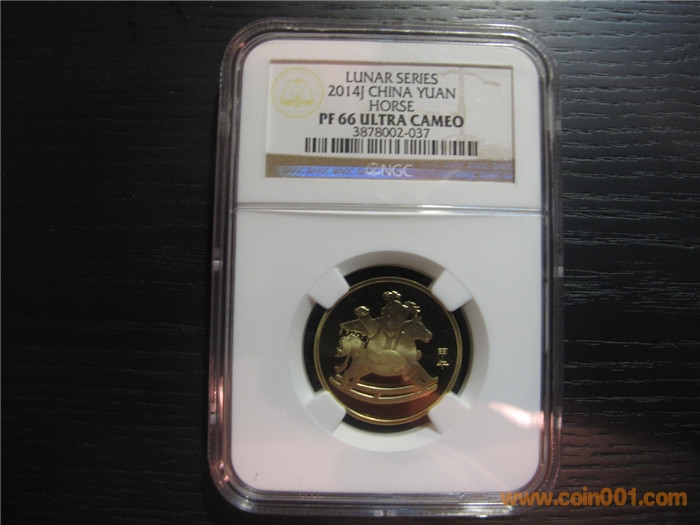 LUNAR SERIES
2014J CHINA YUAN
HORSE
PF 66 ULTRA CAMEO
3878002-037
NGC
甲午
www.coin001.com